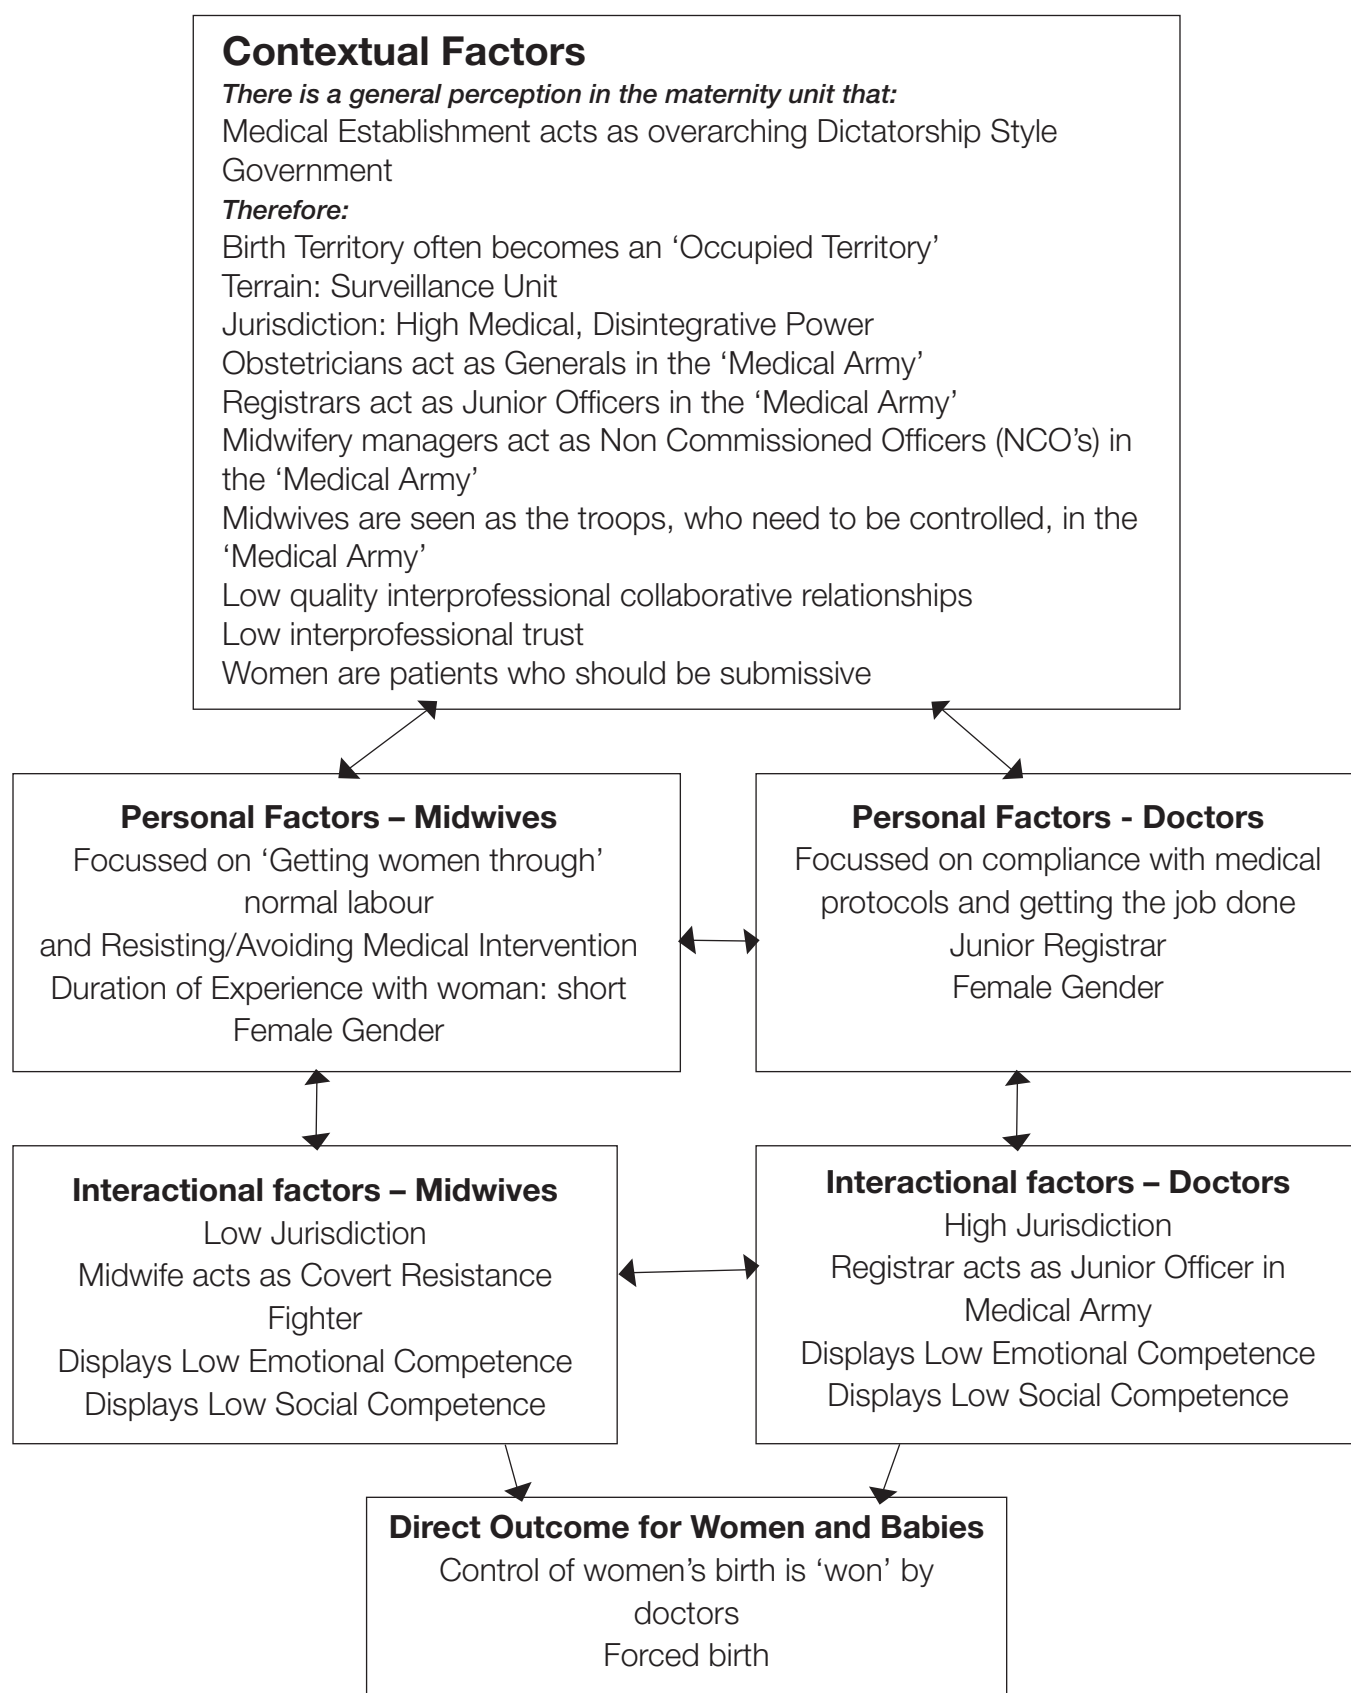 Contextual Factors
There is a general perception in the maternity unit that:
Medical Establishment acts as overarching Dictatorship Style
Government
Therefore:
Birth Territory often becomes an ‘Occupied Territory’
Terrain: Surveillance Unit
Jurisdiction: High Medical, Disintegrative Power
Obstetricians act as Generals in the ‘Medical Army’
Registrars act as Junior Officers in the ‘Medical Army’
Midwifery managers act as Non Commissioned Officers (NCO’s) in
the ‘Medical Army’
Midwives are seen as the troops, who need to be controlled, in the
‘Medical Army’
Low quality interprofessional collaborative relationships
Low interprofessional trust
Women are patients who should be submissive
Personal Factors – Midwives
Focussed on ‘Getting women through’
normal labour
and Resisting/Avoiding Medical Intervention
Duration of Experience with woman: short
Female Gender
Personal Factors - Doctors
Focussed on compliance with medical
protocols and getting the job done
Junior Registrar
Female Gender
Interactional factors – Midwives
Low Jurisdiction
Midwife acts as Covert Resistance
Fighter
Displays Low Emotional Competence
Displays Low Social Competence
Interactional factors – Doctors
High Jurisdiction
Registrar acts as Junior Officer in
Medical Army
Displays Low Emotional Competence
Displays Low Social Competence
Direct Outcome for Women and Babies
Control of women’s birth is ‘won’ by
doctors
Forced birth